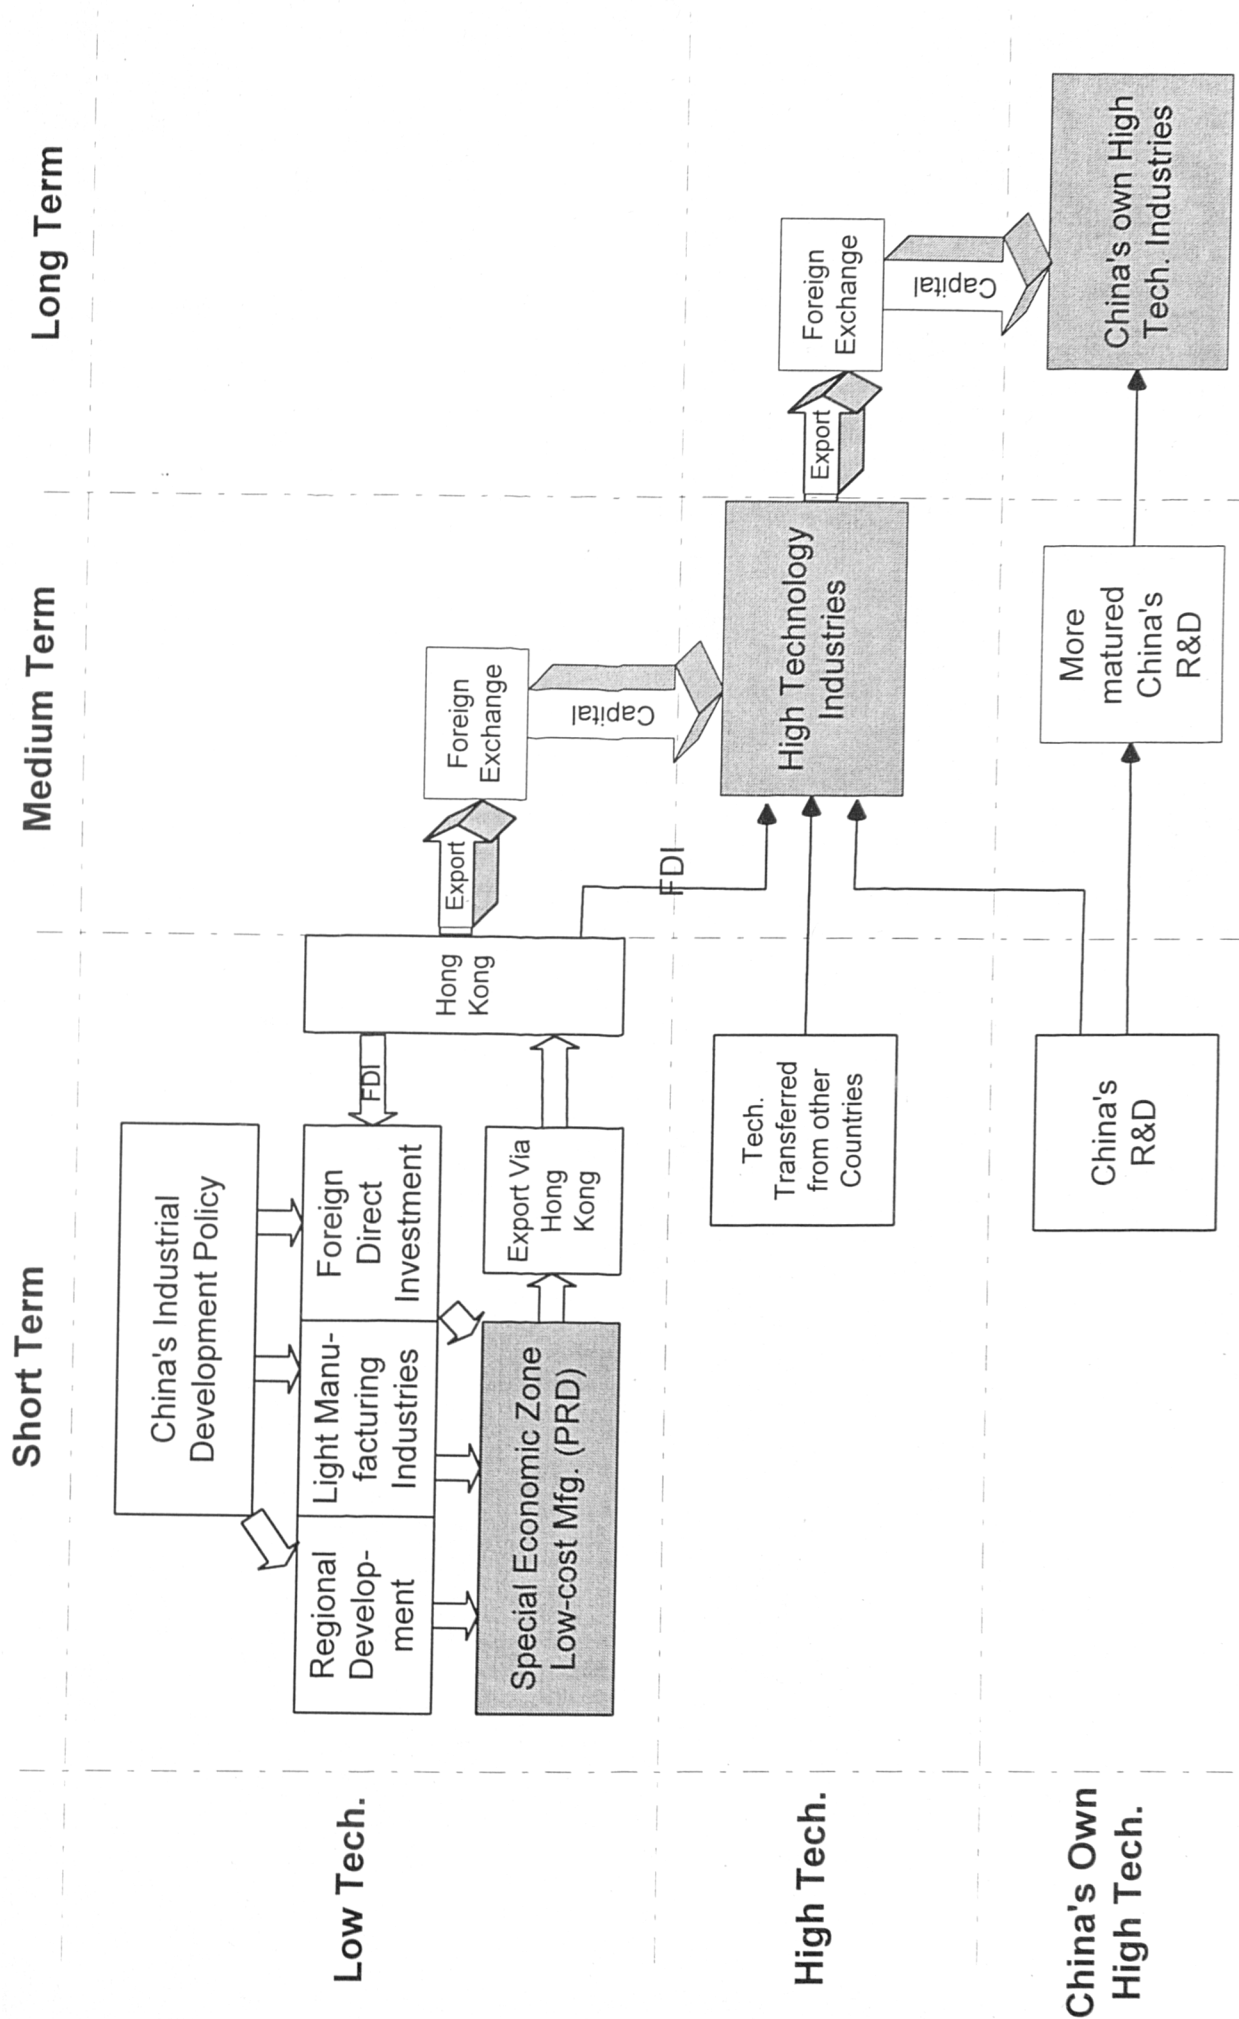 Short Term
Medium Term
Long Term
Low Tech.
China's Industrial
Development Policy
Regional
Develop-
ment
Light Manu-
facturing
Industries
Foreign
Direct
Investment
FDI
Hong
Kong
Export
Foreign
Exchange
Special Economic Zone
Low-cost Mfg. (PRD)
Export Via
Hong
Kong
Capital
FDI
High Tech.
Tech.
Transferred
from other
Countries
High Technology
Industries
Export
Foreign
Exchange
Capital
China's Own
High Tech.
China's
R&D
More
matured
China's
R&D
China's own High
Tech. Industries